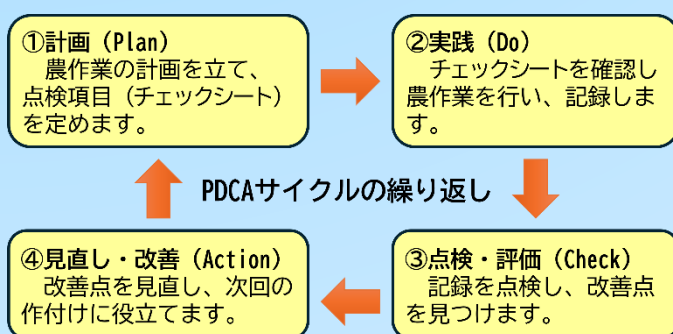 ①計画（Plan）
農作業の計画を立て、
点検項目（チェックシート）
を定めます。
②実践（Do）
チェックシートを確認し
農作業を行い、記録しま
す。
PDCAサイクルの繰り返し
③点検・評価（Check）
記録を点検し、改善点
を見つけます。
④見直し・改善（Action）
改善点を見直し、次回の
作付けに役立てます。